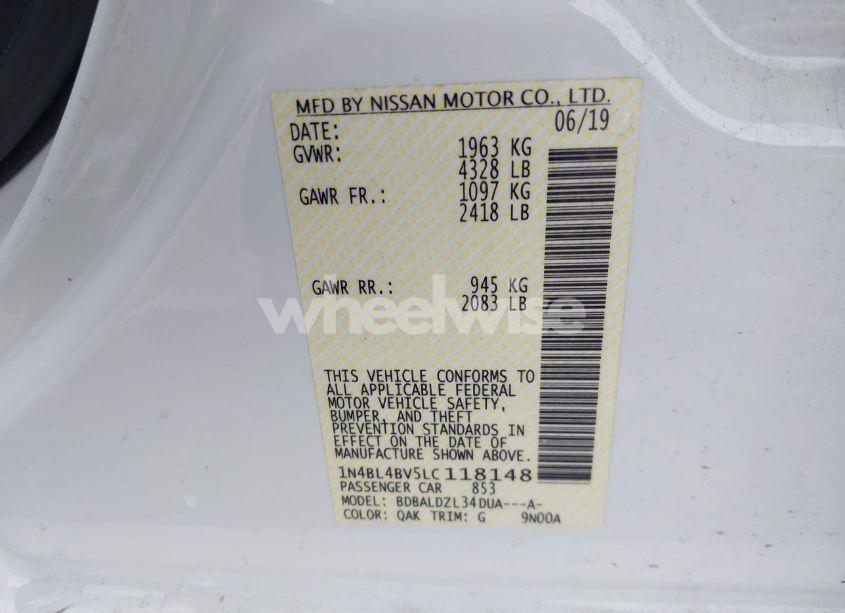 MFD BY NISSAN MOTOR CO., LTD.
DATE: 06/19
GVWR: 1963 KG
4328 LB
GAWR FR.: 1097 KG
2418 LB
GAWR RR.: 945 KG
2083 LB
wheelwise
THIS VEHICLE CONFORMS TO
ALL APPLICABLE FEDERAL
MOTOR VEHICLE SAFETY,
BUMPER, AND THEFT
PREVENTION STANDARDS IN
EFFECT ON THE DATE OF
MANUFACTURE SHOWN ABOVE.
1N4BL4BV5LC118148
PASSENGER CAR 853
MODEL: BDBALDZL34DUA---A-
COLOR: QAK TRIM: G 9N00A